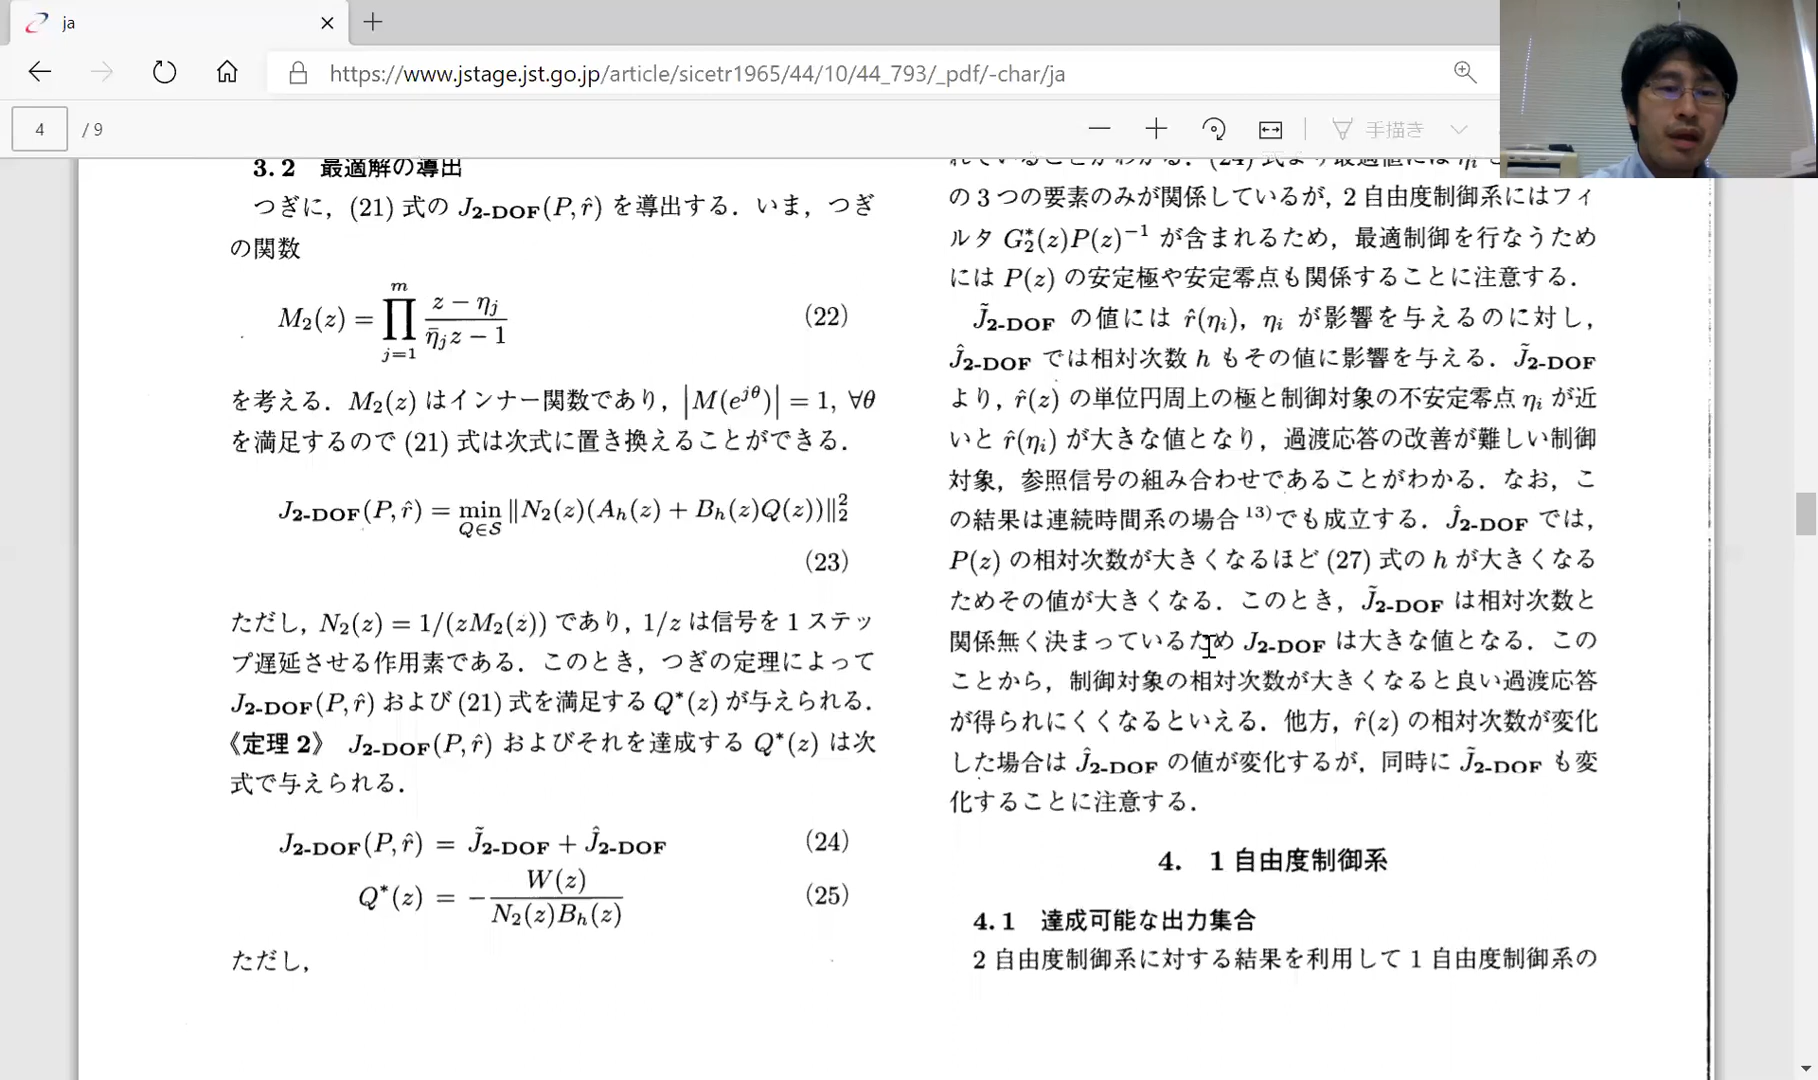 ja
https://www.jstage.jst.go.jp/article/sicetr1965/44/10/44_793/_pdf/-char/ja
4 / 9
手描き
3.2 最適解の導出
つぎに，(21) 式の J2-DOF(P, r̂) を導出する．いま，つぎ
の関数
M2(z) = ∏_{j=1}^{m} (z − ηj)/(η̄j z − 1) (22)
を考える．M2(z) はインナー関数であり，|M(e^{jθ})| = 1, ∀θ
を満足するので (21) 式は次式に置き換えることができる．
J2-DOF(P, r̂) = min_{Q∈S} ‖N2(z)(Ah(z) + Bh(z)Q(z))‖₂²
(23)
ただし，N2(z) = 1/(zM2(z)) であり，1/z は信号を 1 ステッ
プ遅延させる作用素である．このとき，つぎの定理によって
J2-DOF(P, r̂) および (21) 式を満足する Q*(z) が与えられる．
《定理 2》 J2-DOF(P, r̂) およびそれを達成する Q*(z) は次
式で与えられる．
J2-DOF(P, r̂) = J̃2-DOF + Ĵ2-DOF (24)
Q*(z) = − W(z)/(N2(z)Bh(z)) (25)
ただし，
れていることがわかる．(24) 式より最適値には ηi
の 3 つの要素のみが関係しているが，2 自由度制御系にはフィ
ルタ G2*(z)P(z)⁻¹ が含まれるため，最適制御を行なうため
には P(z) の安定極や安定零点も関係することに注意する．
J̃2-DOF の値には r̂(ηi)，ηi が影響を与えるのに対し，
Ĵ2-DOF では相対次数 h もその値に影響を与える．J̃2-DOF
より，r̂(z) の単位円周上の極と制御対象の不安定零点 ηi が近
いと r̂(ηi) が大きな値となり，過渡応答の改善が難しい制御
対象，参照信号の組み合わせであることがわかる．なお，こ
の結果は連続時間系の場合 13) でも成立する．Ĵ2-DOF では，
P(z) の相対次数が大きくなるほど (27) 式の h が大きくなる
ためその値が大きくなる．このとき，J̃2-DOF は相対次数と
関係無く決まっているため J2-DOF は大きな値となる．この
ことから，制御対象の相対次数が大きくなると良い過渡応答
が得られにくくなるといえる．他方，r̂(z) の相対次数が変化
した場合は Ĵ2-DOF の値が変化するが，同時に J̃2-DOF も変
化することに注意する．
4. 1 自由度制御系
4.1 達成可能な出力集合
2 自由度制御系に対する結果を利用して 1 自由度制御系の